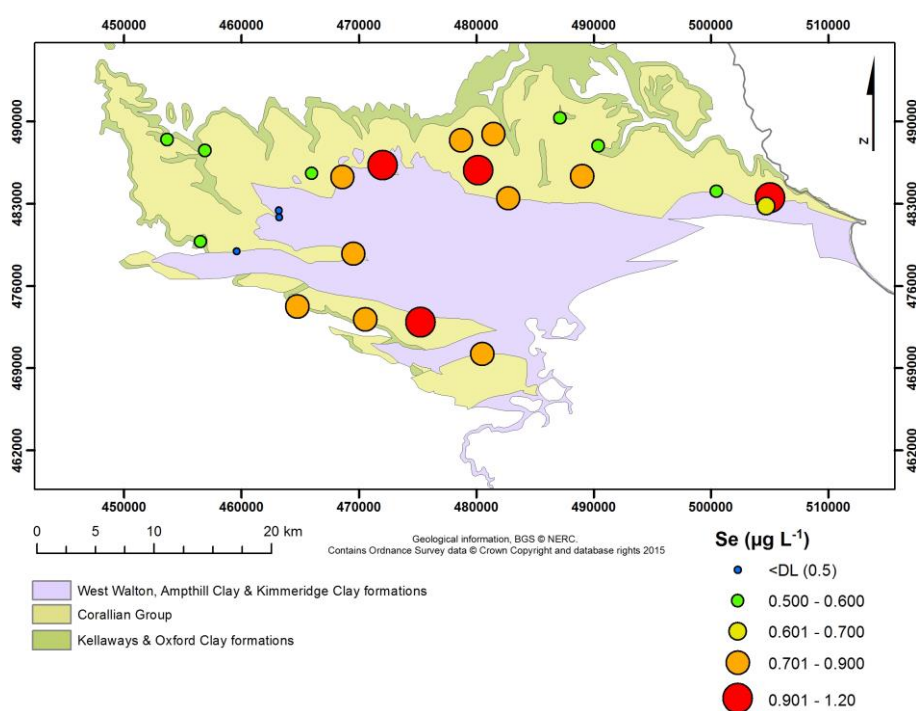 450000 460000 470000 480000 490000 500000 510000
490000 490000
483000 483000
476000 476000
469000 469000
462000 462000
N
450000 460000 470000 480000 490000 500000 510000
0 5 10 20 km
Geological information, BGS © NERC.
Contains Ordnance Survey data © Crown Copyright and database rights 2015
West Walton, Ampthill Clay & Kimmeridge Clay formations
Corallian Group
Kellaways & Oxford Clay formations
Se (µg L⁻¹)
<DL (0.5)
0.500 - 0.600
0.601 - 0.700
0.701 - 0.900
0.901 - 1.20